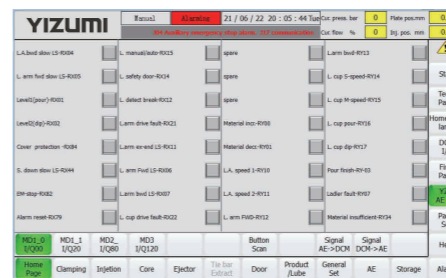 YIZUMI Manual Alarming 21 / 06 / 22 20 : 05 : 44 Tue Cur. press. bar 0 Plate pos.mm
Cur. flow % 0 Inj. pos. mm
L.A.bwd slow LS-RX04 L. manual/auto-RX15 spare L.arm bwd-RY13
L. arm fwd slow LS-RX05 L. safety door-RX14 spare L. cup S-speed-RY14
Level1(pour)-RX01 L. detect break-RX12 spare L. cup M-speed-RY15
Level2(dig)-RX02 L.arm drive fault-RX21 Material incr.-RY00 L. cup pour-RY16
Cover protection -RX84 L.arm ex-end LS-RX11 Material decr.-RY01 L. cup dip-RY17
S. down slow LS-RX44 L. arm Fwd LS-RX06 L.A. speed 1-RY10 Pour finish-RY-03
EM-stop-RX82 L.arm bwd LS-RX07 L.A. speed 2-RY11 Ladler fault-RY07
Alarm reset-RX79 L. cup drive fault-RX22 L. arm FWD-RY12 Material insufficient-RY34
MD1_0 MD1_1 MD2_ MD3 Button Signal Signal
I/Q00 I/Q20 I/Q80 I/Q120 Scan AE->DCM DCM->AE
Home Clamping Injetion Core Ejector Tie bar Door Product General AE Storage
Page Extract /Lube Set